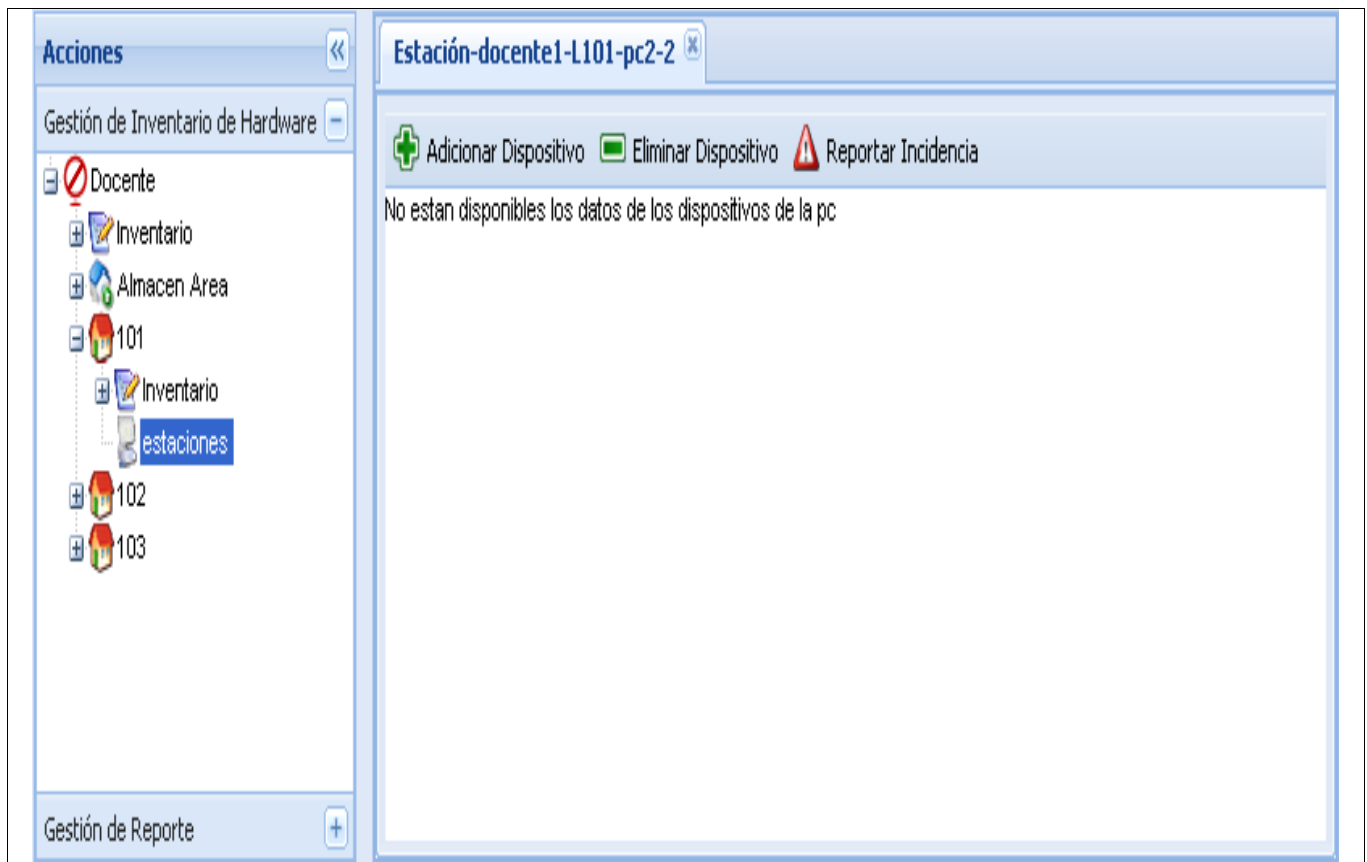 Acciones
Gestión de Inventario de Hardware
Docente
Inventario
Almacen Area
101
Inventario
estaciones
102
103
Gestión de Reporte
Estación-docente1-L101-pc2-2
Adicionar Dispositivo Eliminar Dispositivo Reportar Incidencia
No estan disponibles los datos de los dispositivos de la pc